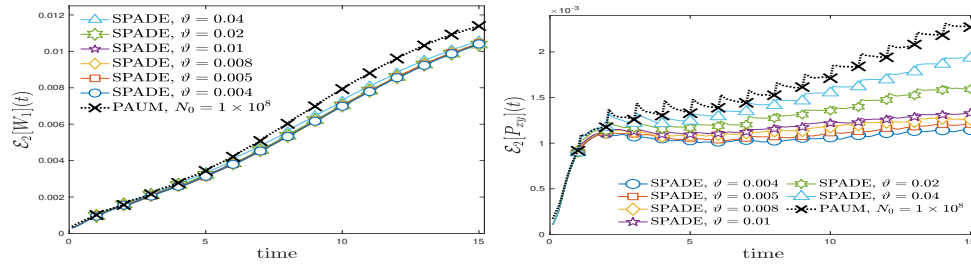 SPADE, ϑ = 0.04
SPADE, ϑ = 0.02
SPADE, ϑ = 0.01
SPADE, ϑ = 0.008
SPADE, ϑ = 0.005
SPADE, ϑ = 0.004
PAUM, N₀ = 1 × 10⁸
0.012
0.01
0.008
0.006
0.004
0.002
0
0 5 10 15
time
ℰ₂[W₁](t)
×10⁻³
2
1.5
1
5e-4
0
0 5 10 15
time
ℰ₂[Pₓᵧ](t)
SPADE, ϑ = 0.004
SPADE, ϑ = 0.005
SPADE, ϑ = 0.008
SPADE, ϑ = 0.01
SPADE, ϑ = 0.02
SPADE, ϑ = 0.04
PAUM, N₀ = 1 × 10⁸